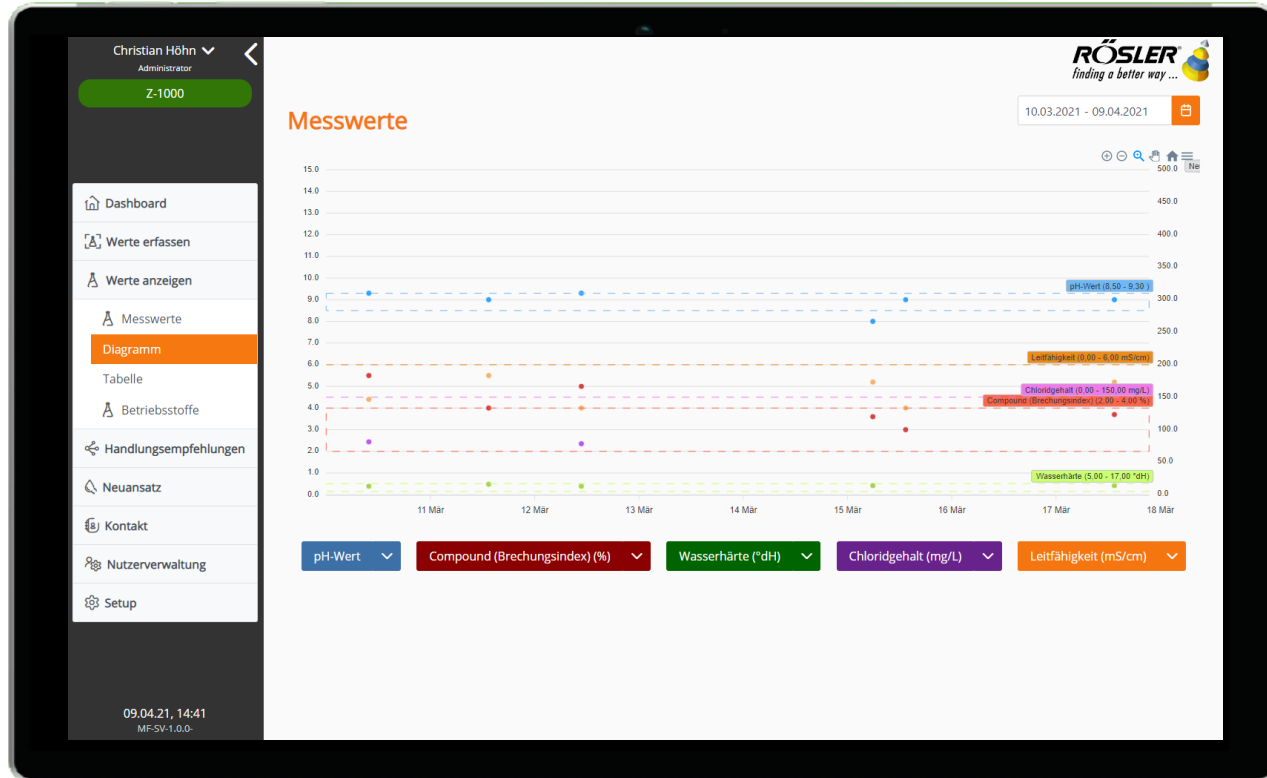 Christian Höhn
Administrator
Z-1000
Dashboard
Werte erfassen
Werte anzeigen
Messwerte
Diagramm
Tabelle
Betriebsstoffe
Handlungsempfehlungen
Neuansatz
Kontakt
Nutzerverwaltung
Setup
09.04.21, 14:41
MF-SV-1.0.0-
RÖSLER
finding a better way ...
Messwerte
10.03.2021 - 09.04.2021
Ne
15.0
14.0
13.0
12.0
11.0
10.0
9.0
8.0
7.0
6.0
5.0
4.0
3.0
2.0
1.0
0.0
500.0
450.0
400.0
350.0
300.0
250.0
200.0
150.0
100.0
50.0
0.0
pH-Wert (8,50 - 9,30 )
Leitfähigkeit (0,00 - 6,00 mS/cm)
Chloridgehalt (0,00 - 150,00 mg/L)
Compound (Brechungsindex) (2,00 - 4,00 %)
Wasserhärte (5,00 - 17,00 °dH)
11 Mär 12 Mär 13 Mär 14 Mär 15 Mär 16 Mär 17 Mär 18 Mär
pH-Wert
Compound (Brechungsindex) (%)
Wasserhärte (°dH)
Chloridgehalt (mg/L)
Leitfähigkeit (mS/cm)